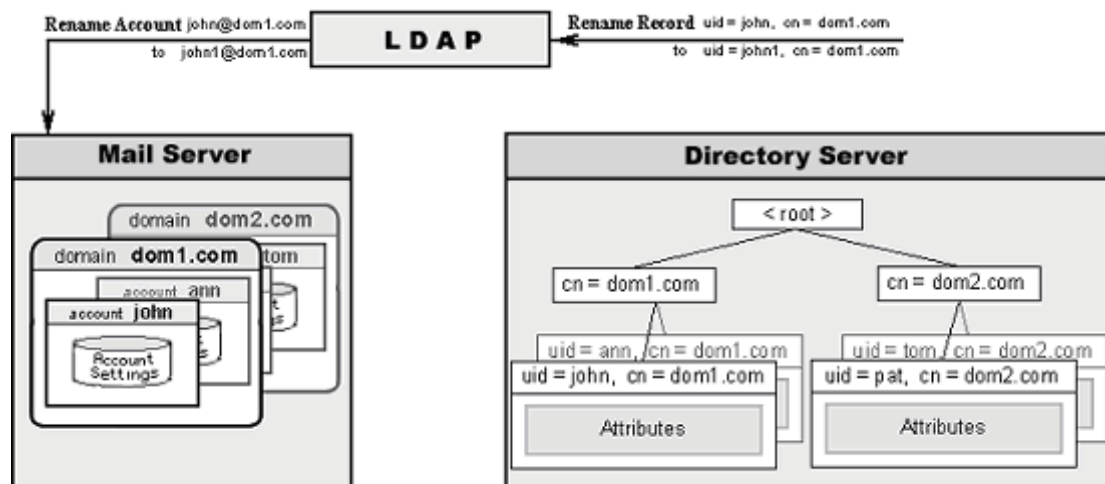 Rename Account john@dom1.com
to john1@dom1.com
LDAP
Rename Record uid = john, cn = dom1.com
to uid = john1, cn = dom1.com
Mail Server
domain dom2.com
tom
domain dom1.com
account ann
account john
Account
Settings
Directory Server
< root >
cn = dom1.com
cn = dom2.com
uid = ann, cn = dom1.com
uid = tom, cn = dom2.com
uid = john, cn = dom1.com
uid = pat, cn = dom2.com
Attributes
Attributes